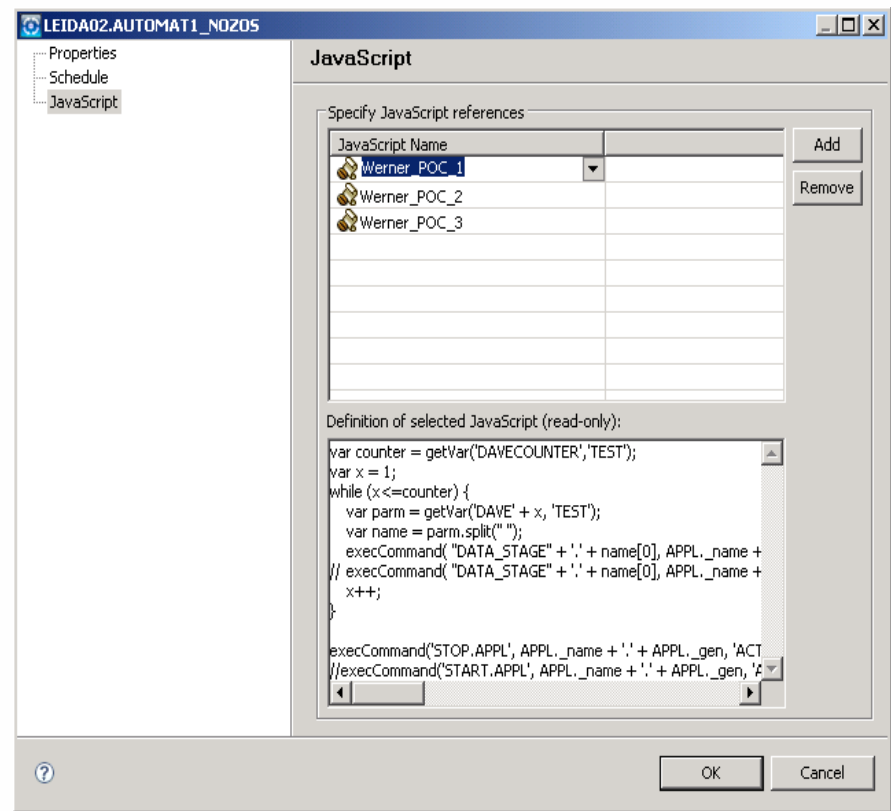 LEIDA02.AUTOMAT1_NOZOS
Properties
Schedule
JavaScript
JavaScript
Specify JavaScript references
JavaScript Name
Add
Werner_POC_1
Remove
Werner_POC_2
Werner_POC_3
Definition of selected JavaScript (read-only):
var counter = getVar('DAVECOUNTER','TEST');
var x = 1;
while (x<=counter) {
var parm = getVar('DAVE' + x, 'TEST');
var name = parm.split(" ");
execCommand( "DATA_STAGE" + '.' + name[0], APPL._name +
// execCommand( "DATA_STAGE" + '.' + name[0], APPL._name +
x++;
}
execCommand('STOP.APPL', APPL._name + '.' + APPL._gen, 'ACT
//execCommand('START.APPL', APPL._name + '.' + APPL._gen, 'A
?
OK
Cancel